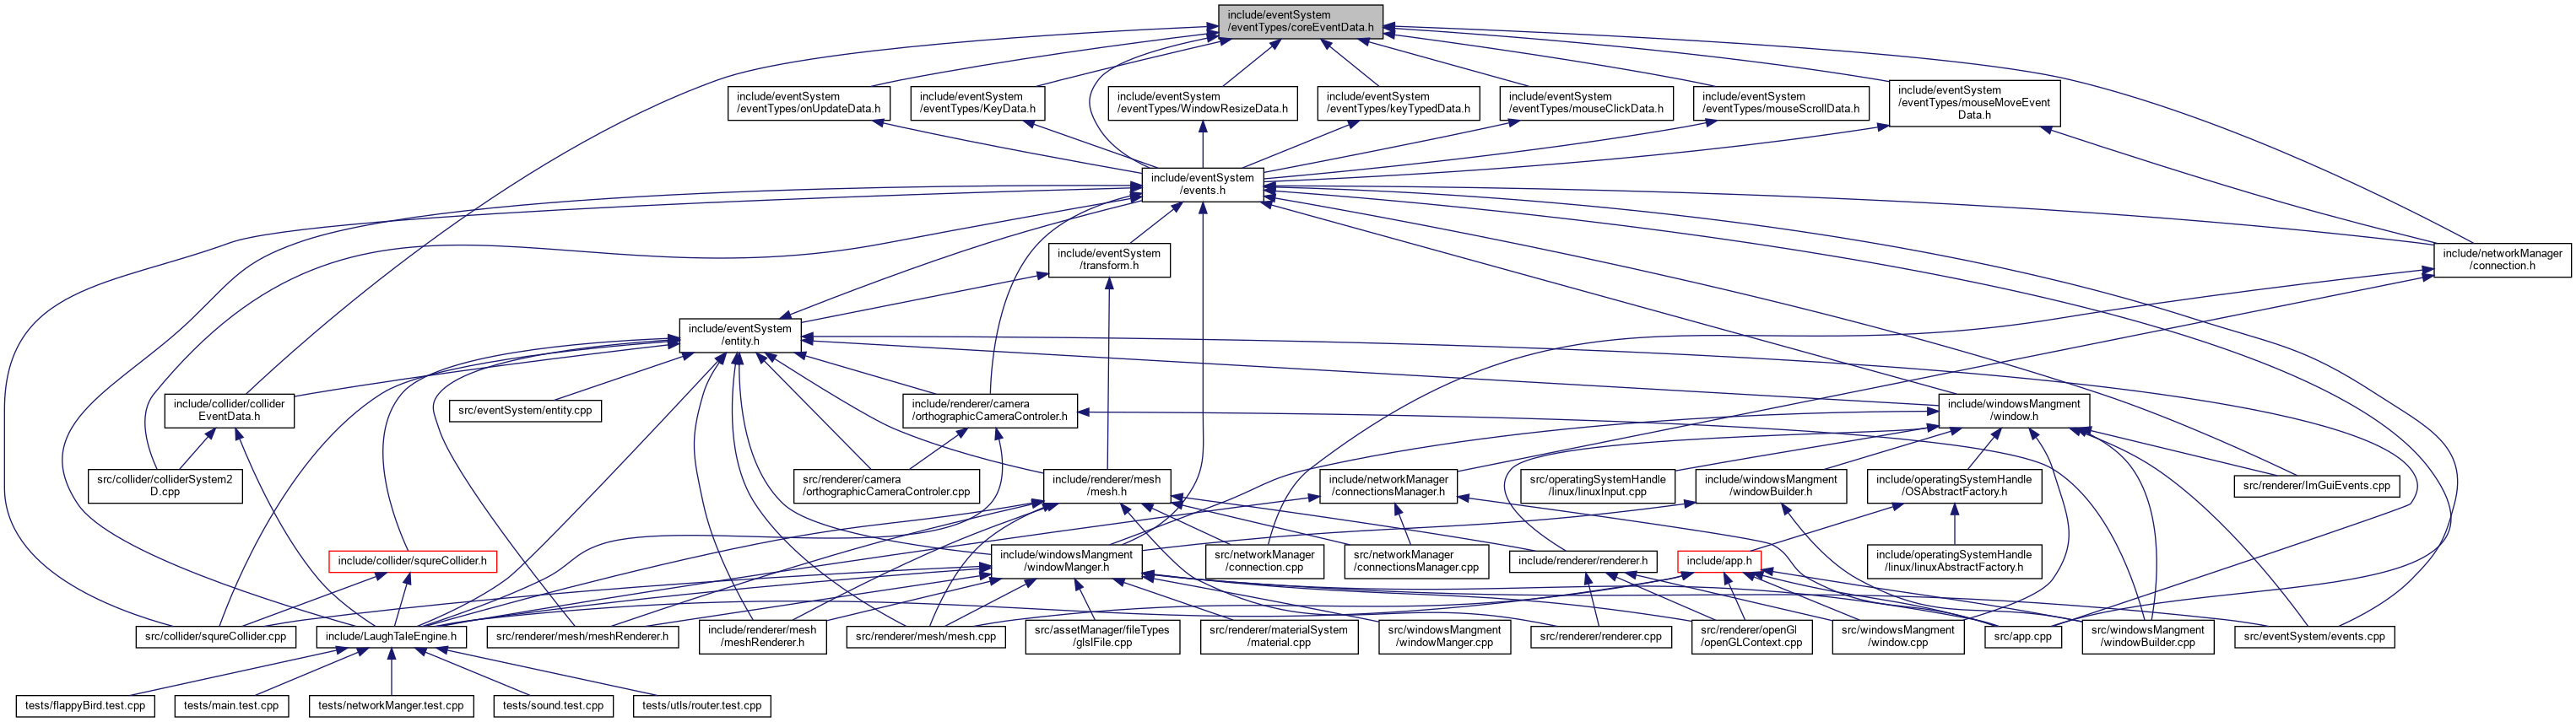 include/eventSystem
/eventTypes/coreEventData.h
include/eventSystem
/eventTypes/onUpdateData.h
include/eventSystem
/eventTypes/KeyData.h
include/eventSystem
/eventTypes/WindowResizeData.h
include/eventSystem
/eventTypes/keyTypedData.h
include/eventSystem
/eventTypes/mouseClickData.h
include/eventSystem
/eventTypes/mouseScrollData.h
include/eventSystem
/eventTypes/mouseMoveEvent
Data.h
include/eventSystem
/events.h
include/eventSystem
/transform.h
include/networkManager
/connection.h
include/eventSystem
/entity.h
include/collider/collider
EventData.h
src/eventSystem/entity.cpp
include/renderer/camera
/orthographicCameraControler.h
include/windowsMangment
/window.h
src/collider/colliderSystem2
D.cpp
src/renderer/camera
/orthographicCameraControler.cpp
include/renderer/mesh
/mesh.h
include/networkManager
/connectionsManager.h
src/operatingSystemHandle
/linux/linuxInput.cpp
include/windowsMangment
/windowBuilder.h
include/operatingSystemHandle
/OSAbstractFactory.h
src/renderer/ImGuiEvents.cpp
include/collider/squreCollider.h
include/windowsMangment
/windowManger.h
src/networkManager
/connection.cpp
src/networkManager
/connectionsManager.cpp
include/renderer/renderer.h
include/app.h
include/operatingSystemHandle
/linux/linuxAbstractFactory.h
src/collider/squreCollider.cpp
include/LaughTaleEngine.h
src/renderer/mesh/meshRenderer.h
include/renderer/mesh
/meshRenderer.h
src/renderer/mesh/mesh.cpp
src/assetManager/fileTypes
/glslFile.cpp
src/renderer/materialSystem
/material.cpp
src/windowsMangment
/windowManger.cpp
src/renderer/renderer.cpp
src/renderer/openGl
/openGLContext.cpp
src/windowsMangment
/window.cpp
src/app.cpp
src/windowsMangment
/windowBuilder.cpp
src/eventSystem/events.cpp
tests/flappyBird.test.cpp
tests/main.test.cpp
tests/networkManger.test.cpp
tests/sound.test.cpp
tests/utls/router.test.cpp